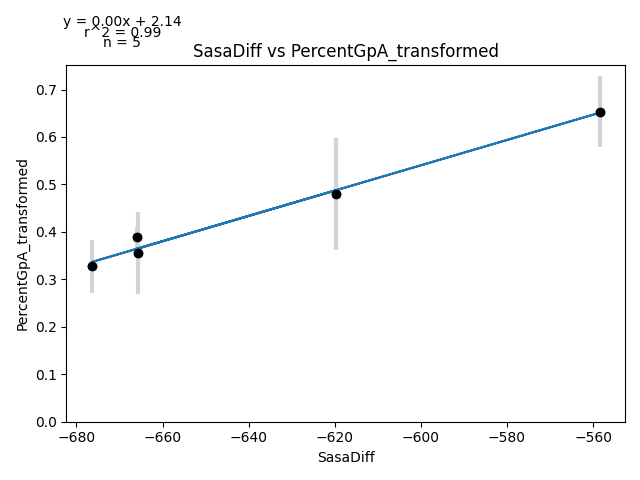 y = 0.00x + 2.14
r^2 = 0.99
n = 5
SasaDiff vs PercentGpA_transformed
PercentGpA_transformed
0.7
0.6
0.5
0.4
0.3
0.2
0.1
0.0
−680
−660
−640
−620
−600
−580
−560
SasaDiff